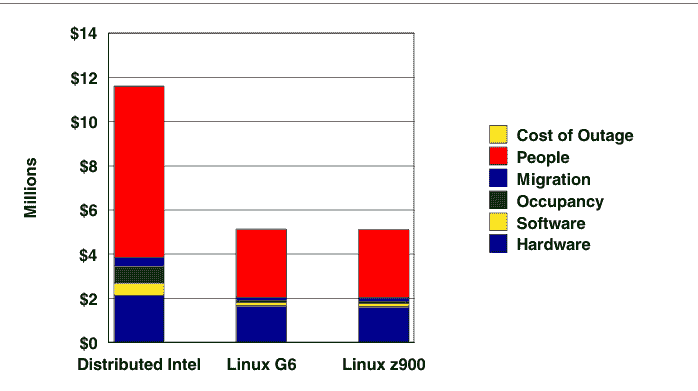 $14
$12
$10
$8
$6
$4
$2
$0
Millions
Distributed Intel
Linux G6
Linux z900
Cost of Outage
People
Migration
Occupancy
Software
Hardware